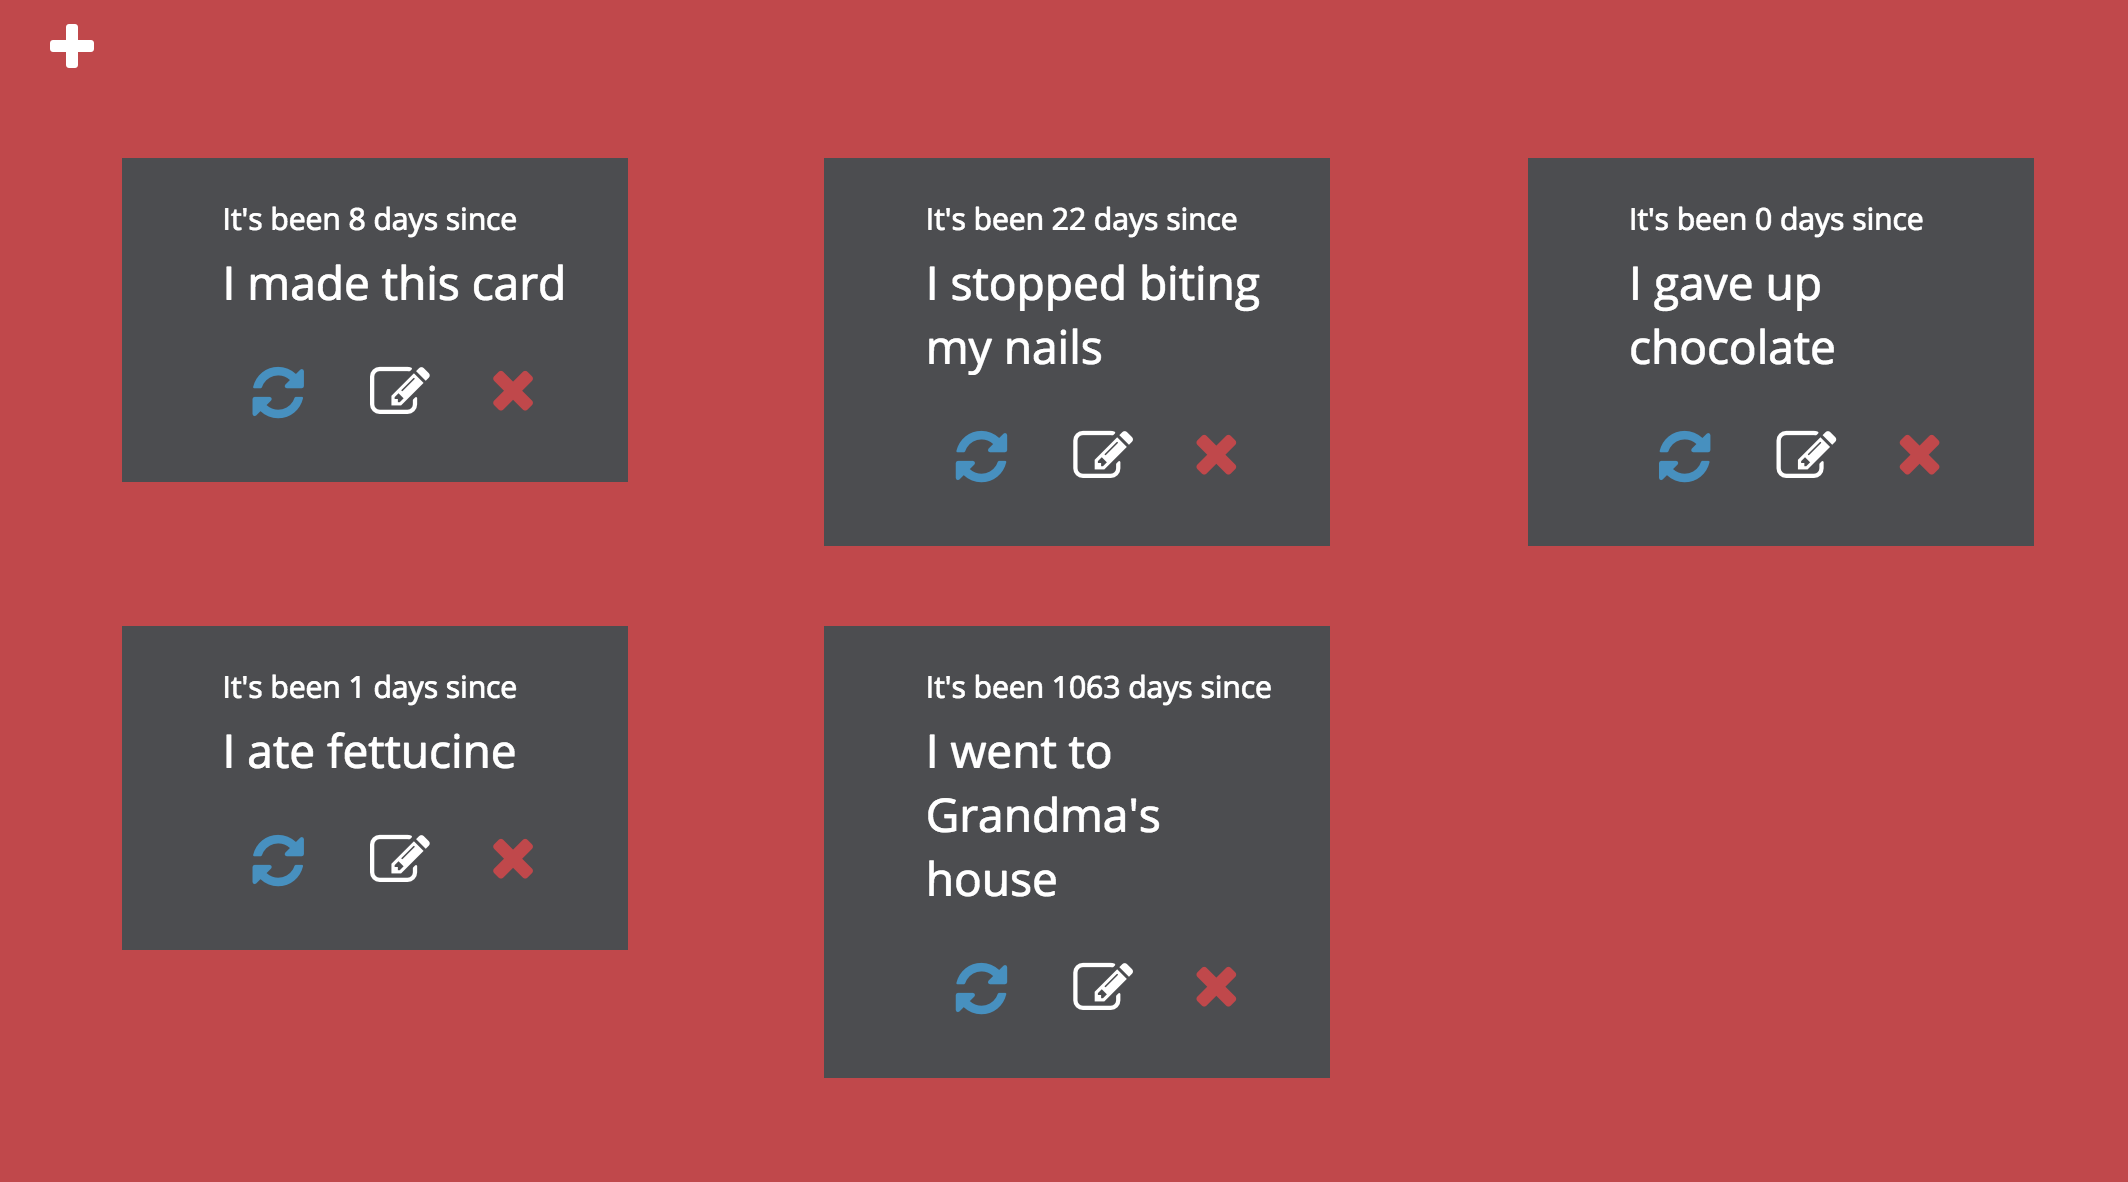 It's been 8 days since
I made this card
It's been 22 days since
I stopped biting
my nails
It's been 0 days since
I gave up
chocolate
It's been 1 days since
I ate fettucine
It's been 1063 days since
I went to
Grandma's
house